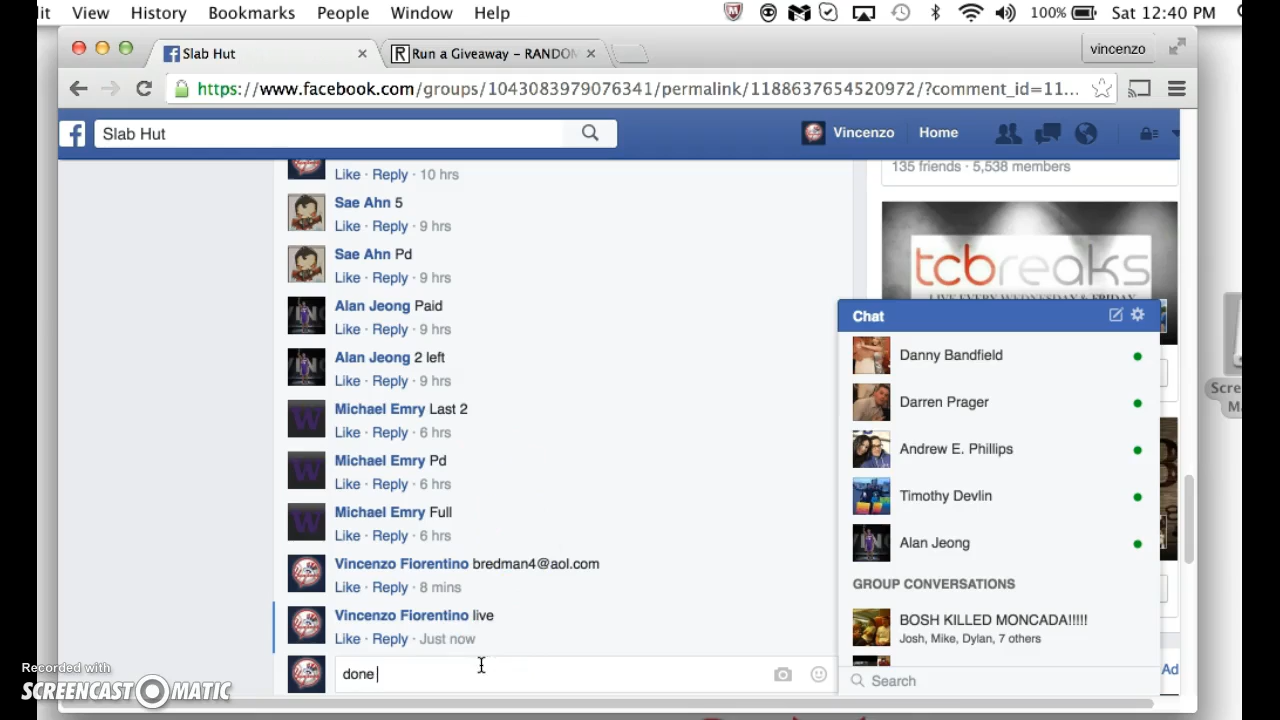 it View History Bookmarks People Window Help 100% Sat 12:40 PM
Slab Hut Run a Giveaway – RANDOM vincenzo
https://www.facebook.com/groups/1043083979076341/permalink/1188637654520972/?comment_id=11...
Slab Hut Vincenzo Home
Like · Reply · 10 hrs
Sae Ahn 5
Like · Reply · 9 hrs
Sae Ahn Pd
Like · Reply · 9 hrs
Alan Jeong Paid
Like · Reply · 9 hrs
Alan Jeong 2 left
Like · Reply · 9 hrs
Michael Emry Last 2
Like · Reply · 6 hrs
Michael Emry Pd
Like · Reply · 6 hrs
Michael Emry Full
Like · Reply · 6 hrs
Vincenzo Fiorentino bredman4@aol.com
Like · Reply · 8 mins
Vincenzo Fiorentino live
Like · Reply · Just now
done
135 friends · 5,538 members
tcbreaks
LIVE EVERY WEDNESDAY & FRIDAY
Chat
Danny Bandfield
Darren Prager
Andrew E. Phillips
Timothy Devlin
Alan Jeong
GROUP CONVERSATIONS
BOSH KILLED MONCADA!!!!!
Josh, Mike, Dylan, 7 others
Search
Ad
Scre
Recorded with
SCREENCAST-O-MATIC